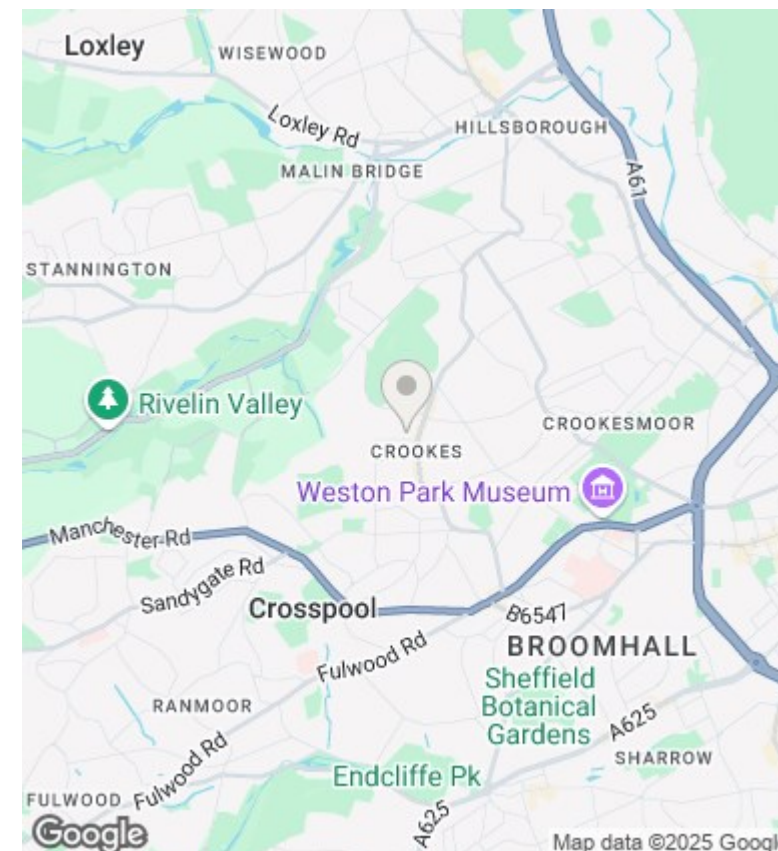 Loxley
WISEWOOD
Loxley Rd
HILLSBOROUGH
MALIN BRIDGE
A61
STANNINGTON
Rivelin Valley
CROOKESMOOR
CROOKES
Weston Park Museum
Manchester Rd
Sandygate Rd
Crosspool
B6547
Fulwood Rd
BROOMHALL
Sheffield
Botanical
Gardens
RANMOOR
A625
SHARROW
Fulwood Rd
Endcliffe Pk
FULWOOD
A625
Google
Map data ©2025 Googl